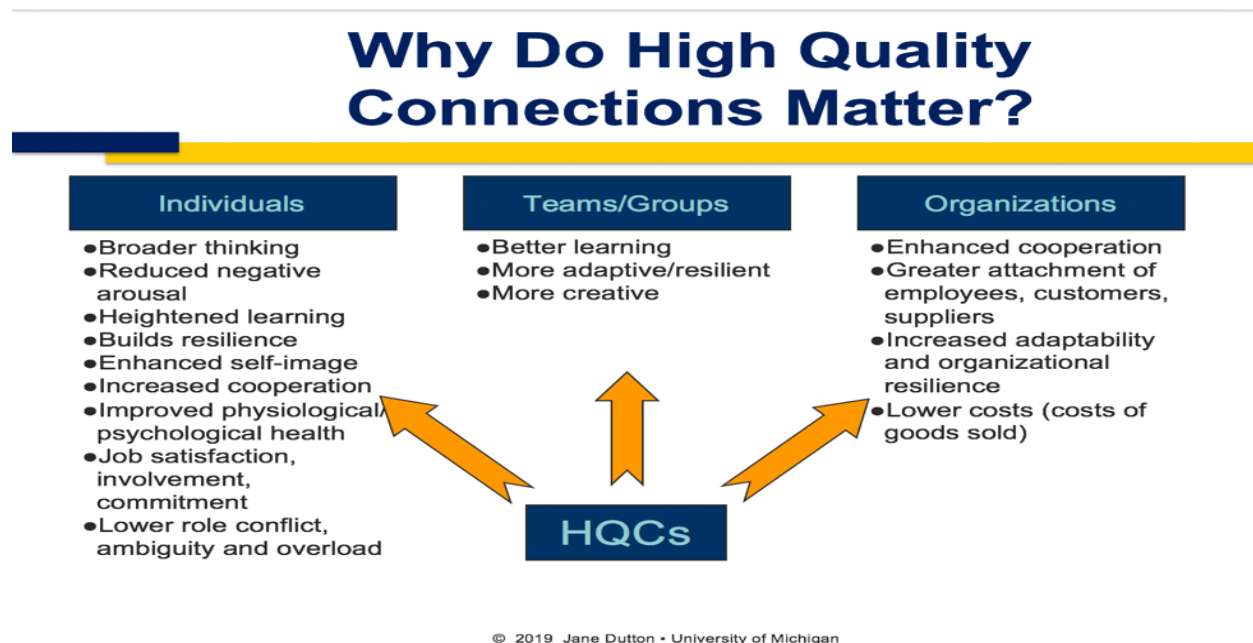 Why Do High Quality
Connections Matter?
Individuals
●Broader thinking
●Reduced negative
arousal
●Heightened learning
●Builds resilience
●Enhanced self-image
●Increased cooperation
●Improved physiological/
psychological health
●Job satisfaction,
involvement,
commitment
●Lower role conflict,
ambiguity and overload
Teams/Groups
●Better learning
●More adaptive/resilient
●More creative
Organizations
●Enhanced cooperation
●Greater attachment of
employees, customers,
suppliers
●Increased adaptability
and organizational
resilience
●Lower costs (costs of
goods sold)
HQCs
© 2019 Jane Dutton • University of Michigan